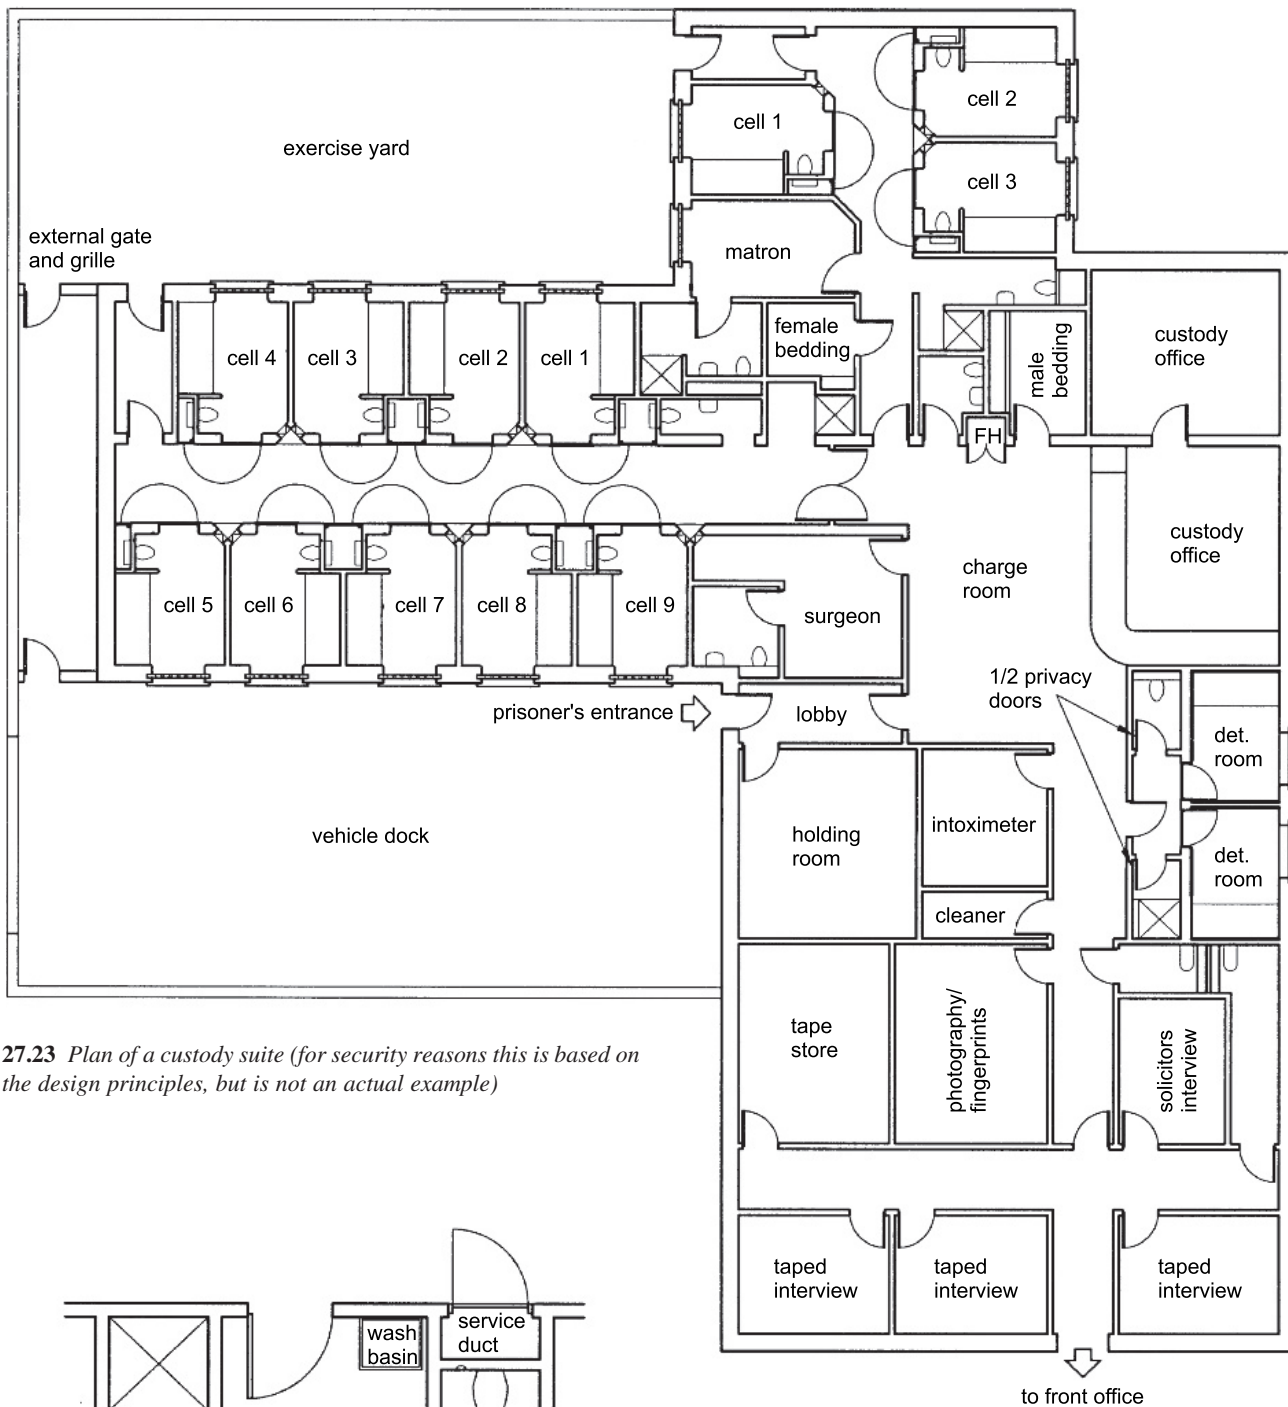 cell 2
cell 1
exercise yard
cell 3
external gate
and grille
matron
female
bedding
male
bedding
custody
office
cell 4
cell 3
cell 2
cell 1
FH
custody
office
charge
room
cell 5
cell 6
cell 7
cell 8
cell 9
surgeon
1/2 privacy
doors
prisoner's entrance
lobby
det.
room
vehicle dock
holding
room
intoximeter
det.
room
cleaner
tape
store
photography/
fingerprints
solicitors
interview
27.23 Plan of a custody suite (for security reasons this is based on
the design principles, but is not an actual example)
taped
interview
taped
interview
taped
interview
to front office
wash
basin
service
duct